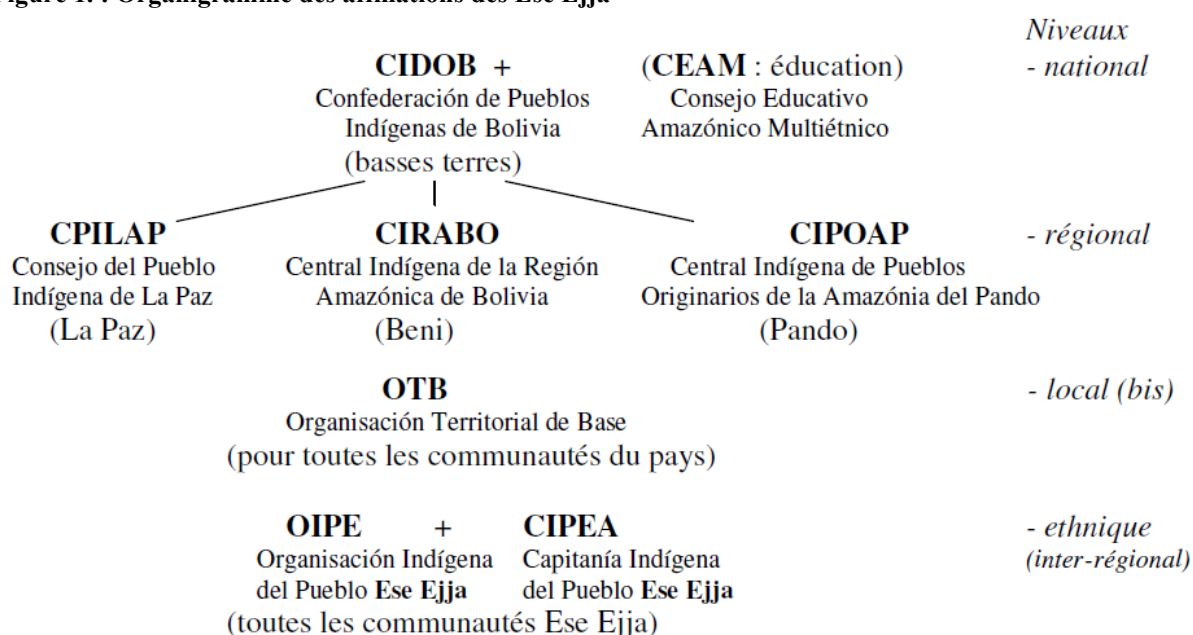 Figure 1. : Organigramme des affiliations des Ese Ejja
Niveaux
CIDOB + (CEAM : éducation) - national
Confederación de Pueblos Consejo Educativo
Indígenas de Bolivia Amazónico Multiétnico
(basses terres)
CPILAP CIRABO CIPOAP - régional
Consejo del Pueblo Central Indígena de la Región Central Indígena de Pueblos
Indígena de La Paz Amazónica de Bolivia Originarios de la Amazónia del Pando
(La Paz) (Beni) (Pando)
OTB - local (bis)
Organisación Territorial de Base
(pour toutes les communautés du pays)
OIPE + CIPEA - ethnique
Organisación Indígena Capitanía Indígena (inter-régional)
del Pueblo Ese Ejja del Pueblo Ese Ejja
(toutes les communautés Ese Ejja)